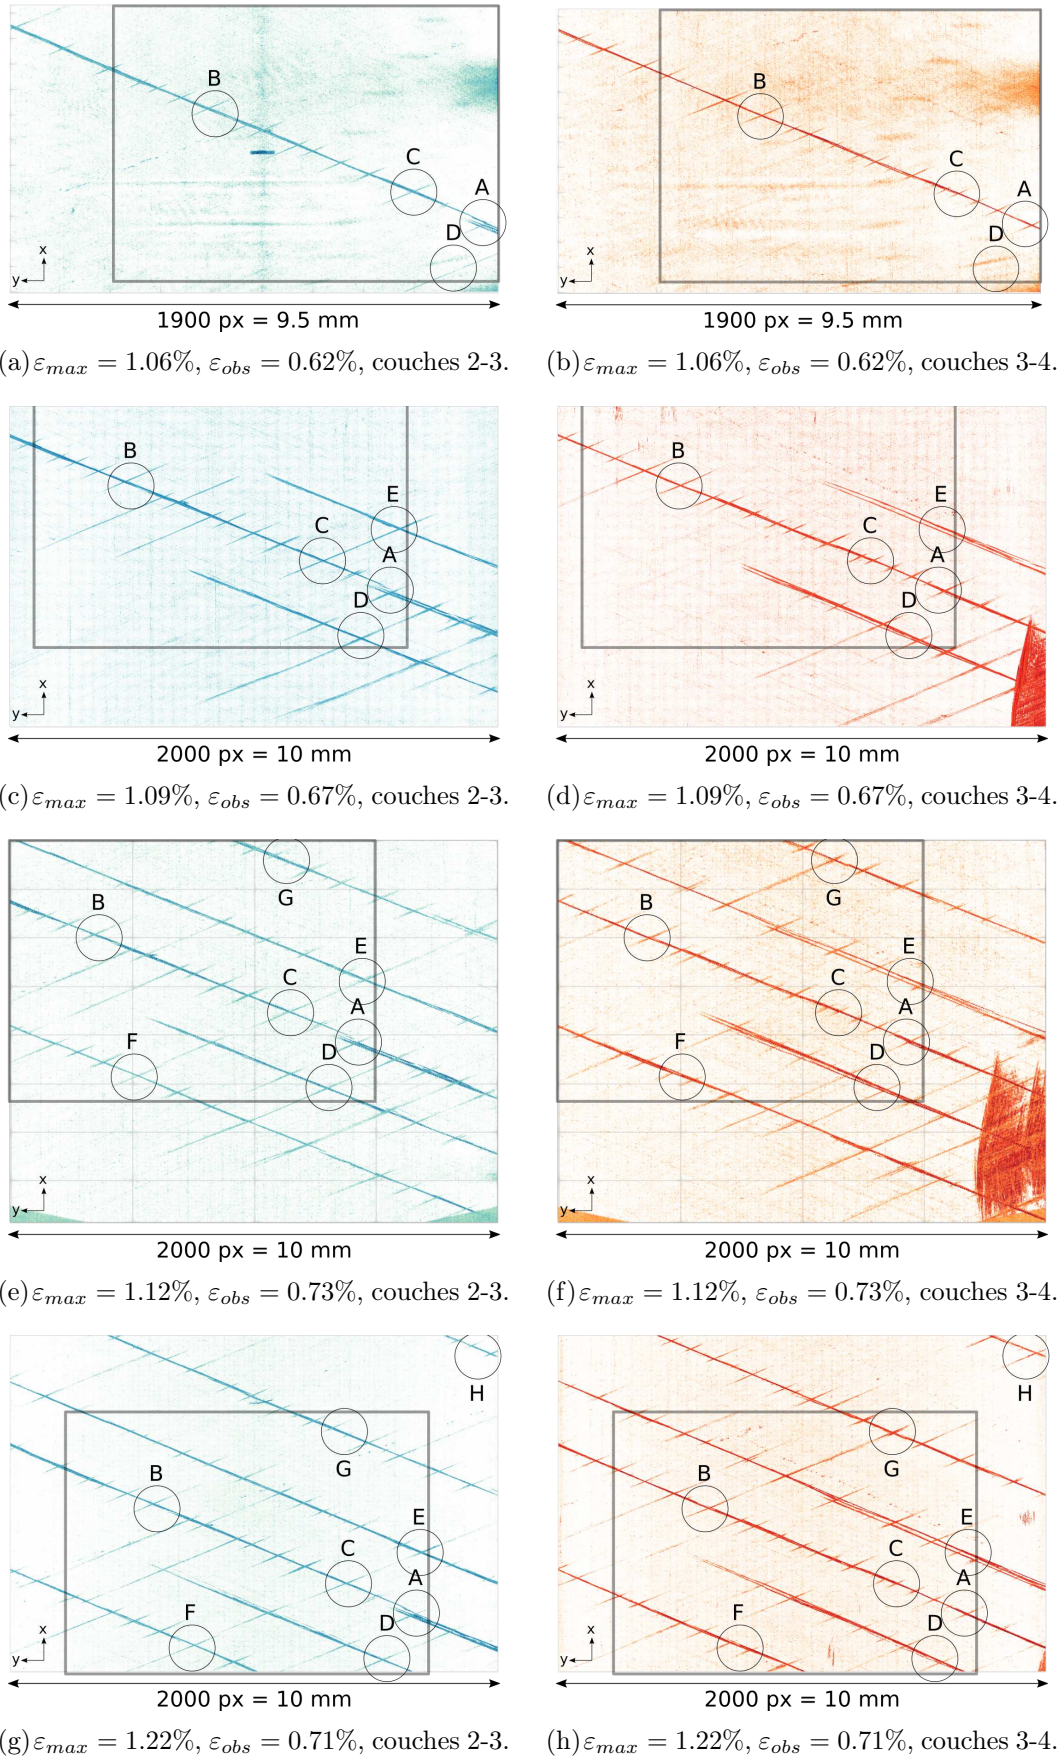 B
C
A
D
x
y
1900 px = 9.5 mm
B
C
A
D
x
y
1900 px = 9.5 mm
(a) εmax = 1.06%, εobs = 0.62%, couches 2-3.
(b) εmax = 1.06%, εobs = 0.62%, couches 3-4.
B
E
C
A
D
x
y
2000 px = 10 mm
B
E
C
A
D
x
y
2000 px = 10 mm
(c) εmax = 1.09%, εobs = 0.67%, couches 2-3.
(d) εmax = 1.09%, εobs = 0.67%, couches 3-4.
G
B
E
C
A
F
D
x
y
2000 px = 10 mm
G
B
E
C
A
F
D
x
y
2000 px = 10 mm
(e) εmax = 1.12%, εobs = 0.73%, couches 2-3.
(f) εmax = 1.12%, εobs = 0.73%, couches 3-4.
H
G
B
E
C
A
F
D
x
y
2000 px = 10 mm
H
G
B
E
C
A
F
D
x
y
2000 px = 10 mm
(g) εmax = 1.22%, εobs = 0.71%, couches 2-3.
(h) εmax = 1.22%, εobs = 0.71%, couches 3-4.